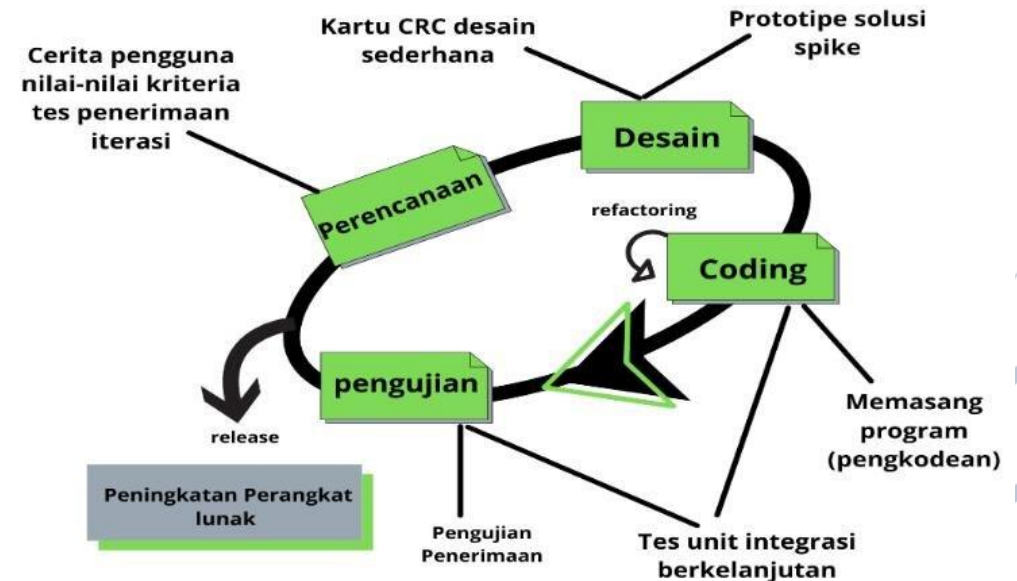 Kartu CRC desain
sederhana
Prototipe solusi
spike
Cerita pengguna
nilai-nilai kriteria
tes penerimaan
iterasi
Desain
Perencanaan
refactoring
Coding
pengujian
release
Memasang
program
(pengkodean)
Peningkatan Perangkat
lunak
Pengujian
Penerimaan
Tes unit integrasi
berkelanjutan